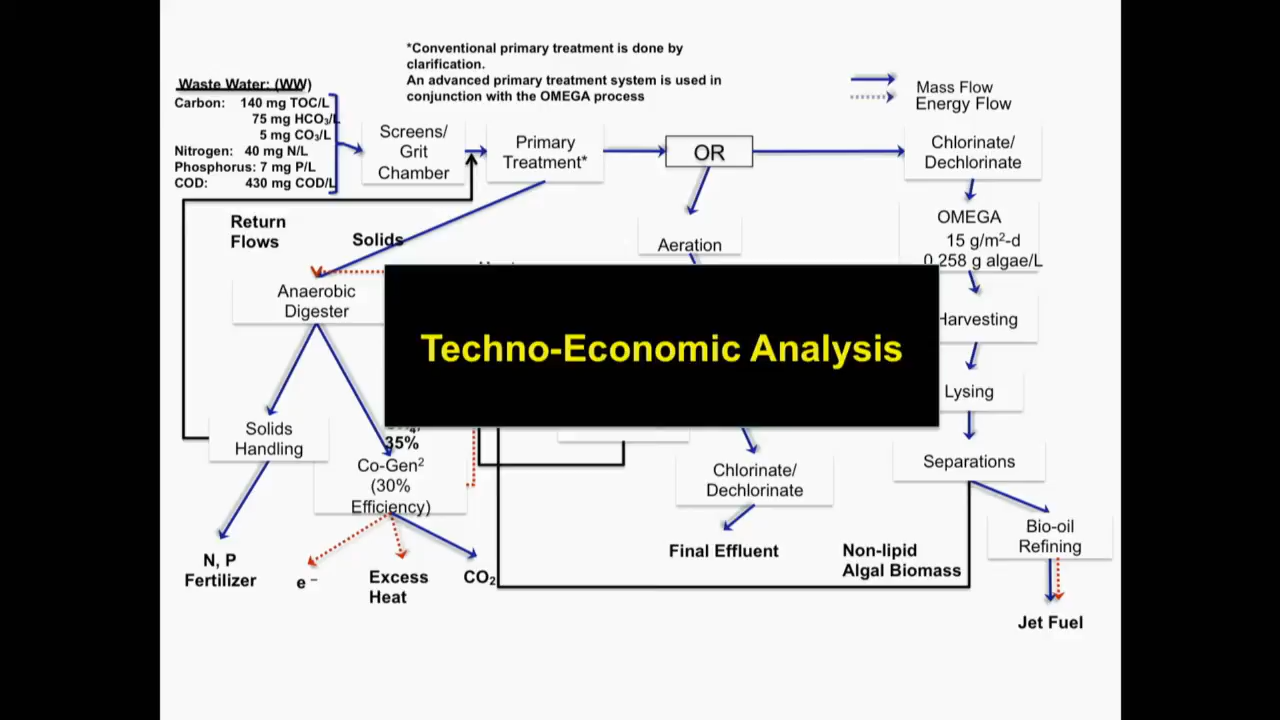 *Conventional primary treatment is done by
clarification.
An advanced primary treatment system is used in
conjunction with the OMEGA process
Waste Water: (WW)
Carbon: 140 mg TOC/L
75 mg HCO3/L
5 mg CO3/L
Nitrogen: 40 mg N/L
Phosphorus: 7 mg P/L
COD: 430 mg COD/L
Mass Flow
Energy Flow
Screens/
Grit
Chamber
Primary
Treatment*
OR
Chlorinate/
Dechlorinate
Return
Flows
Solids
Aeration
OMEGA
15 g/m²-d
0.258 g algae/L
Anaerobic
Digester
Harvesting
Techno-Economic Analysis
Lysing
Solids
Handling
35%
Co-Gen²
(30%
Efficiency)
Chlorinate/
Dechlorinate
Separations
Bio-oil
Refining
N, P
Fertilizer
e⁻
Excess
Heat
CO₂
Final Effluent
Non-lipid
Algal Biomass
Jet Fuel